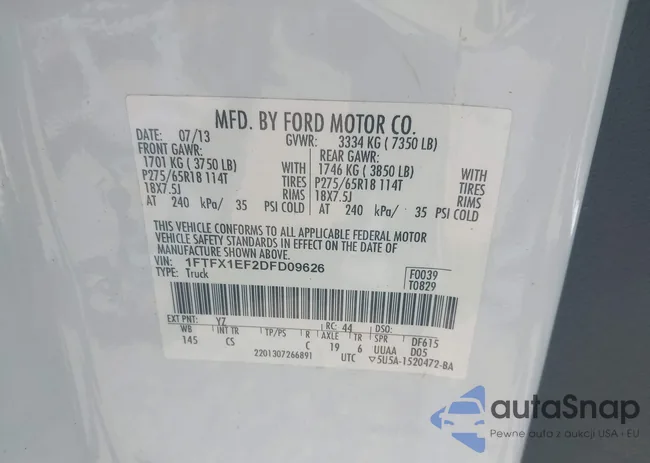 MFD. BY FORD MOTOR CO.
DATE: 07/13 GVWR: 3334 KG ( 7350 LB)
FRONT GAWR: REAR GAWR:
1701 KG ( 3750 LB) WITH 1746 KG ( 3850 LB) WITH
P275/65R18 114T TIRES P275/65R18 114T TIRES
18X7.5J RIMS 18X7.5J RIMS
AT 240 kPa/ 35 PSI COLD AT 240 kPa/ 35 PSI COLD
THIS VEHICLE CONFORMS TO ALL APPLICABLE FEDERAL MOTOR
VEHICLE SAFETY STANDARDS IN EFFECT ON THE DATE OF
MANUFACTURE SHOWN ABOVE.
VIN: 1FTFX1EF2DFD09626 F0039
TYPE: Truck T0829
EXT PNT: YZ RC: 44 DSO:
WB INT TR TP/PS R AXLE TR SPR DF615
145 CS C 19 6 UUAA D05
2201307266891 UTC ▽5U5A-1520472-BA
autaSnap
Pewne auta z aukcji USA i EU